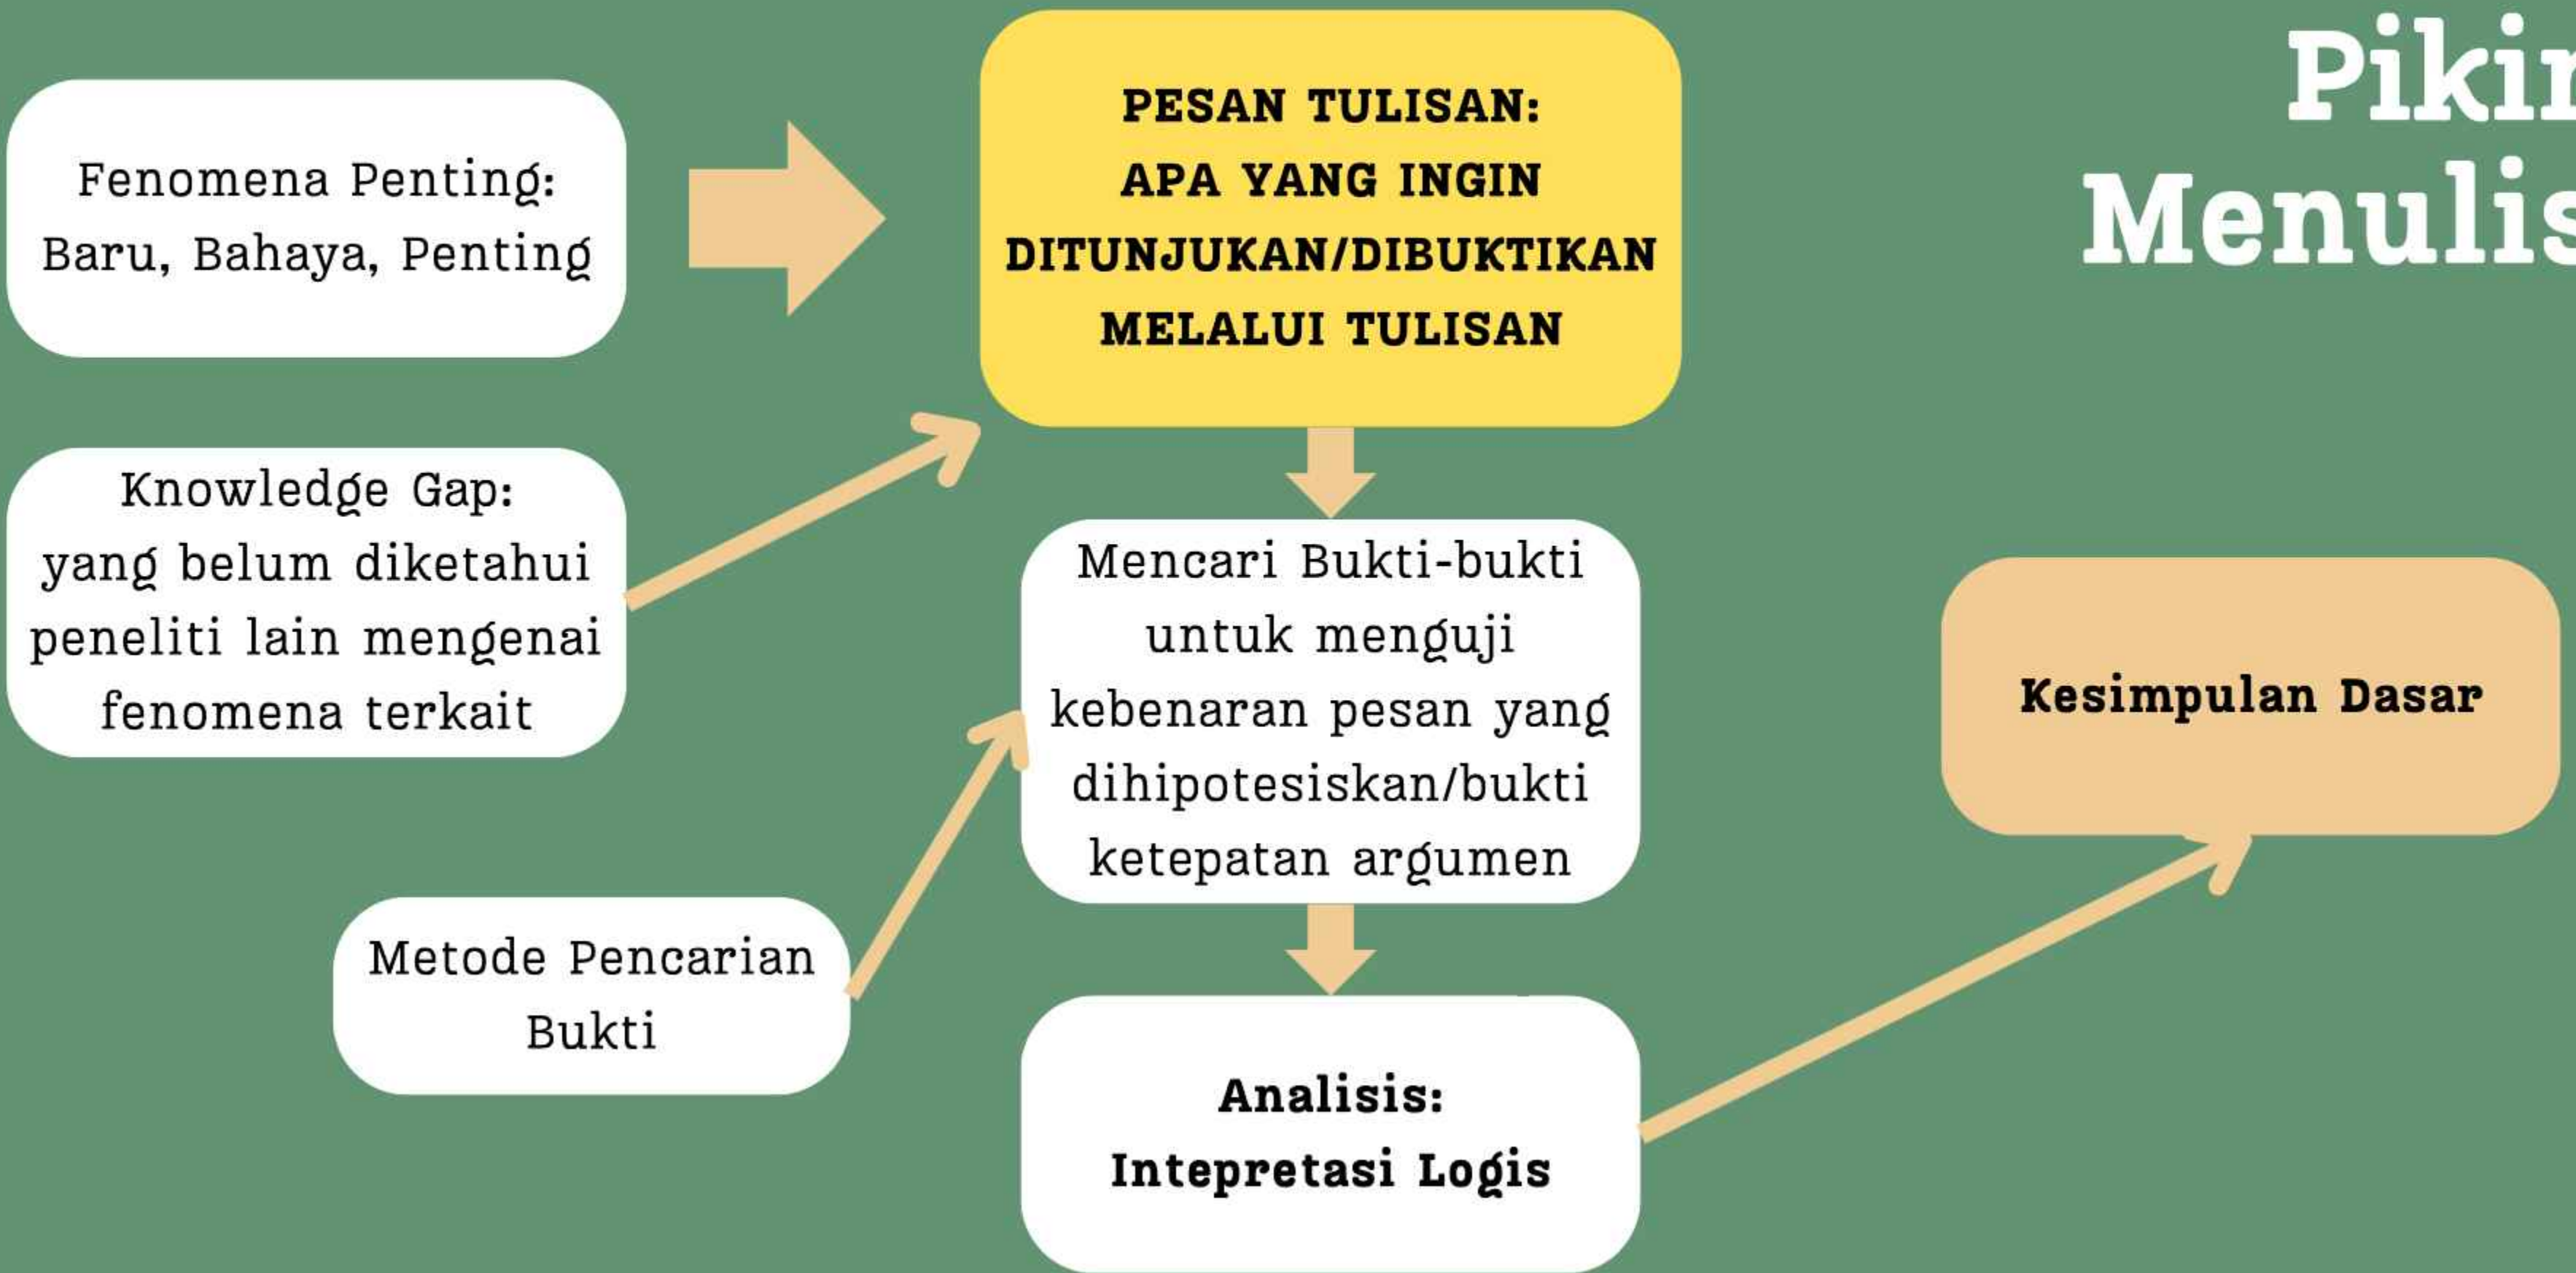 Pikir
Menulis
Fenomena Penting:
Baru, Bahaya, Penting
PESAN TULISAN:
APA YANG INGIN
DITUNJUKAN/DIBUKTIKAN
MELALUI TULISAN
Knowledge Gap:
yang belum diketahui
peneliti lain mengenai
fenomena terkait
Mencari Bukti-bukti
untuk menguji
kebenaran pesan yang
dihipotesiskan/bukti
ketepatan argumen
Metode Pencarian
Bukti
Analisis:
Intepretasi Logis
Kesimpulan Dasar